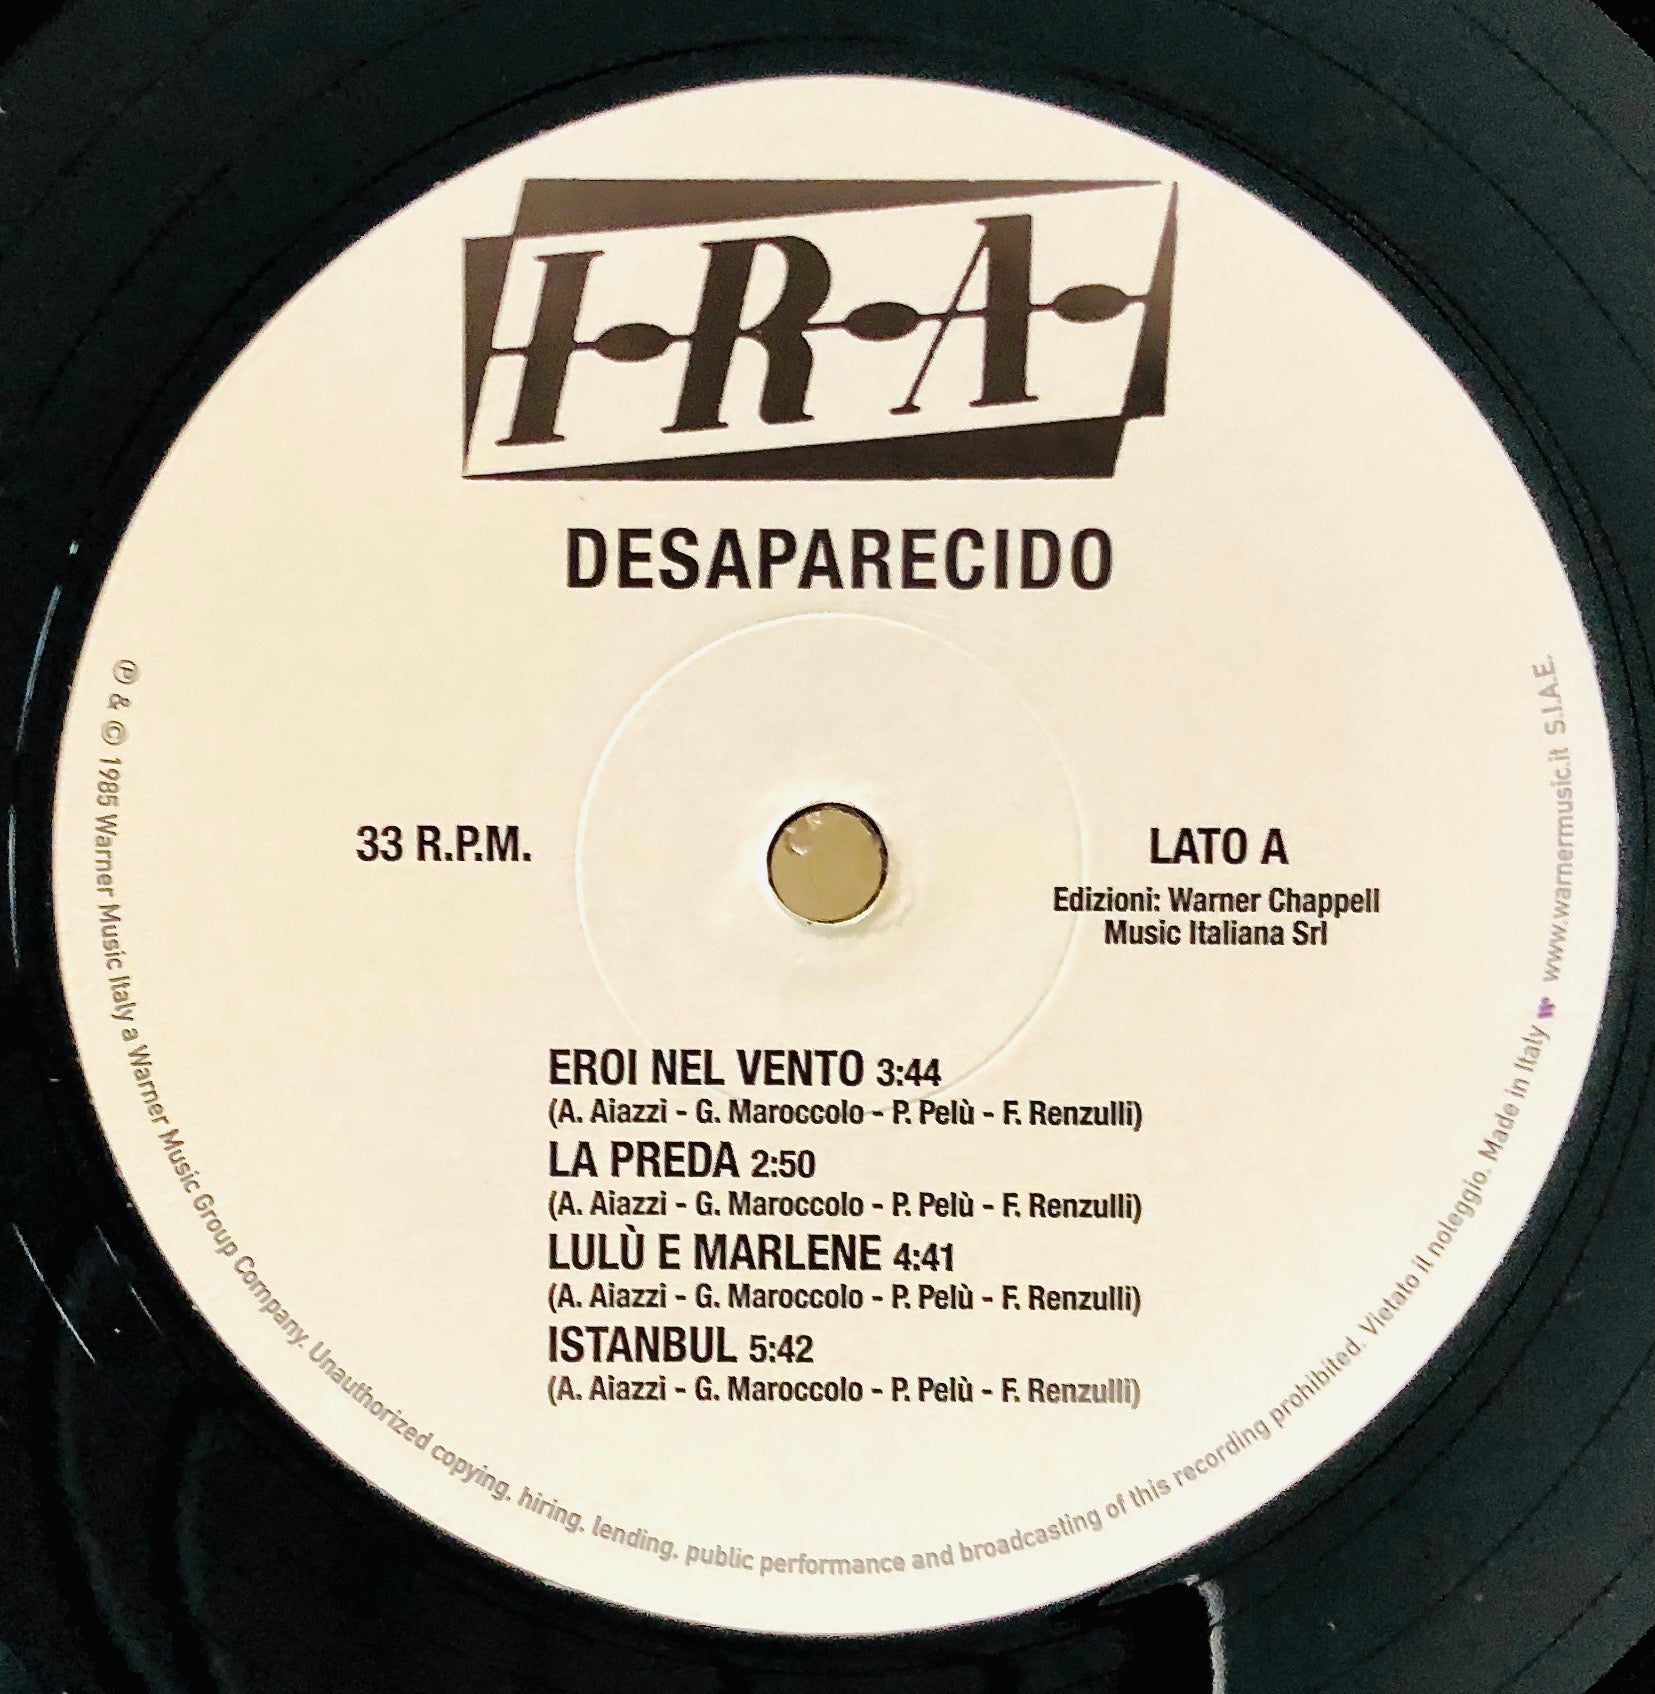 I·R·A·
DESAPARECIDO
33 R.P.M.
LATO A
Edizioni: Warner Chappell
Music Italiana Srl
EROI NEL VENTO 3:44
(A. Aiazzi - G. Maroccolo - P. Pelù - F. Renzulli)
LA PREDA 2:50
(A. Aiazzi - G. Maroccolo - P. Pelù - F. Renzulli)
LULÙ E MARLENE 4:41
(A. Aiazzi - G. Maroccolo - P. Pelù - F. Renzulli)
ISTANBUL 5:42
(A. Aiazzi - G. Maroccolo - P. Pelù - F. Renzulli)
℗ & © 1985 Warner Music Italy a Warner Music Group Company. Unauthorized copying, hiring, lending, public performance and broadcasting of this recording prohibited. Vietato il noleggio. Made in Italy www.warnermusic.it S.I.A.E.